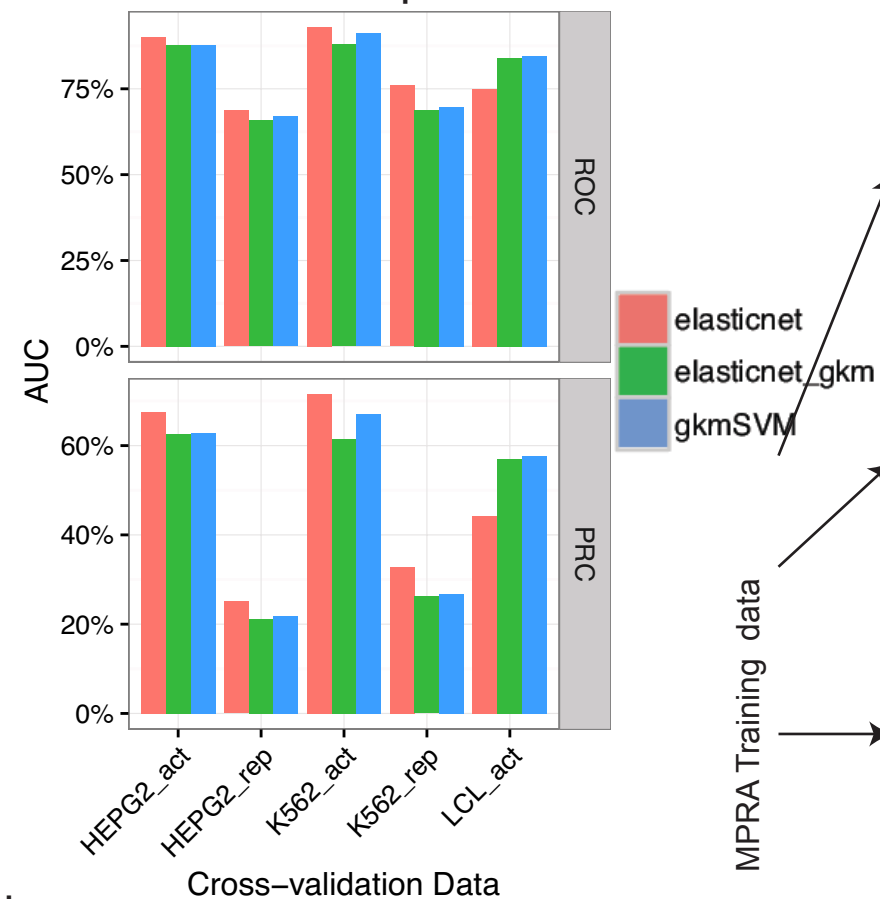 75%
50%
25%
0%
ROC
AUC
60%
40%
20%
0%
PRC
HEPG2_act
HEPG2_rep
K562_act
K562_rep
LCL_act
Cross−validation Data
elasticnet
elasticnet_gkm
gkmSVM
MPRA Training data